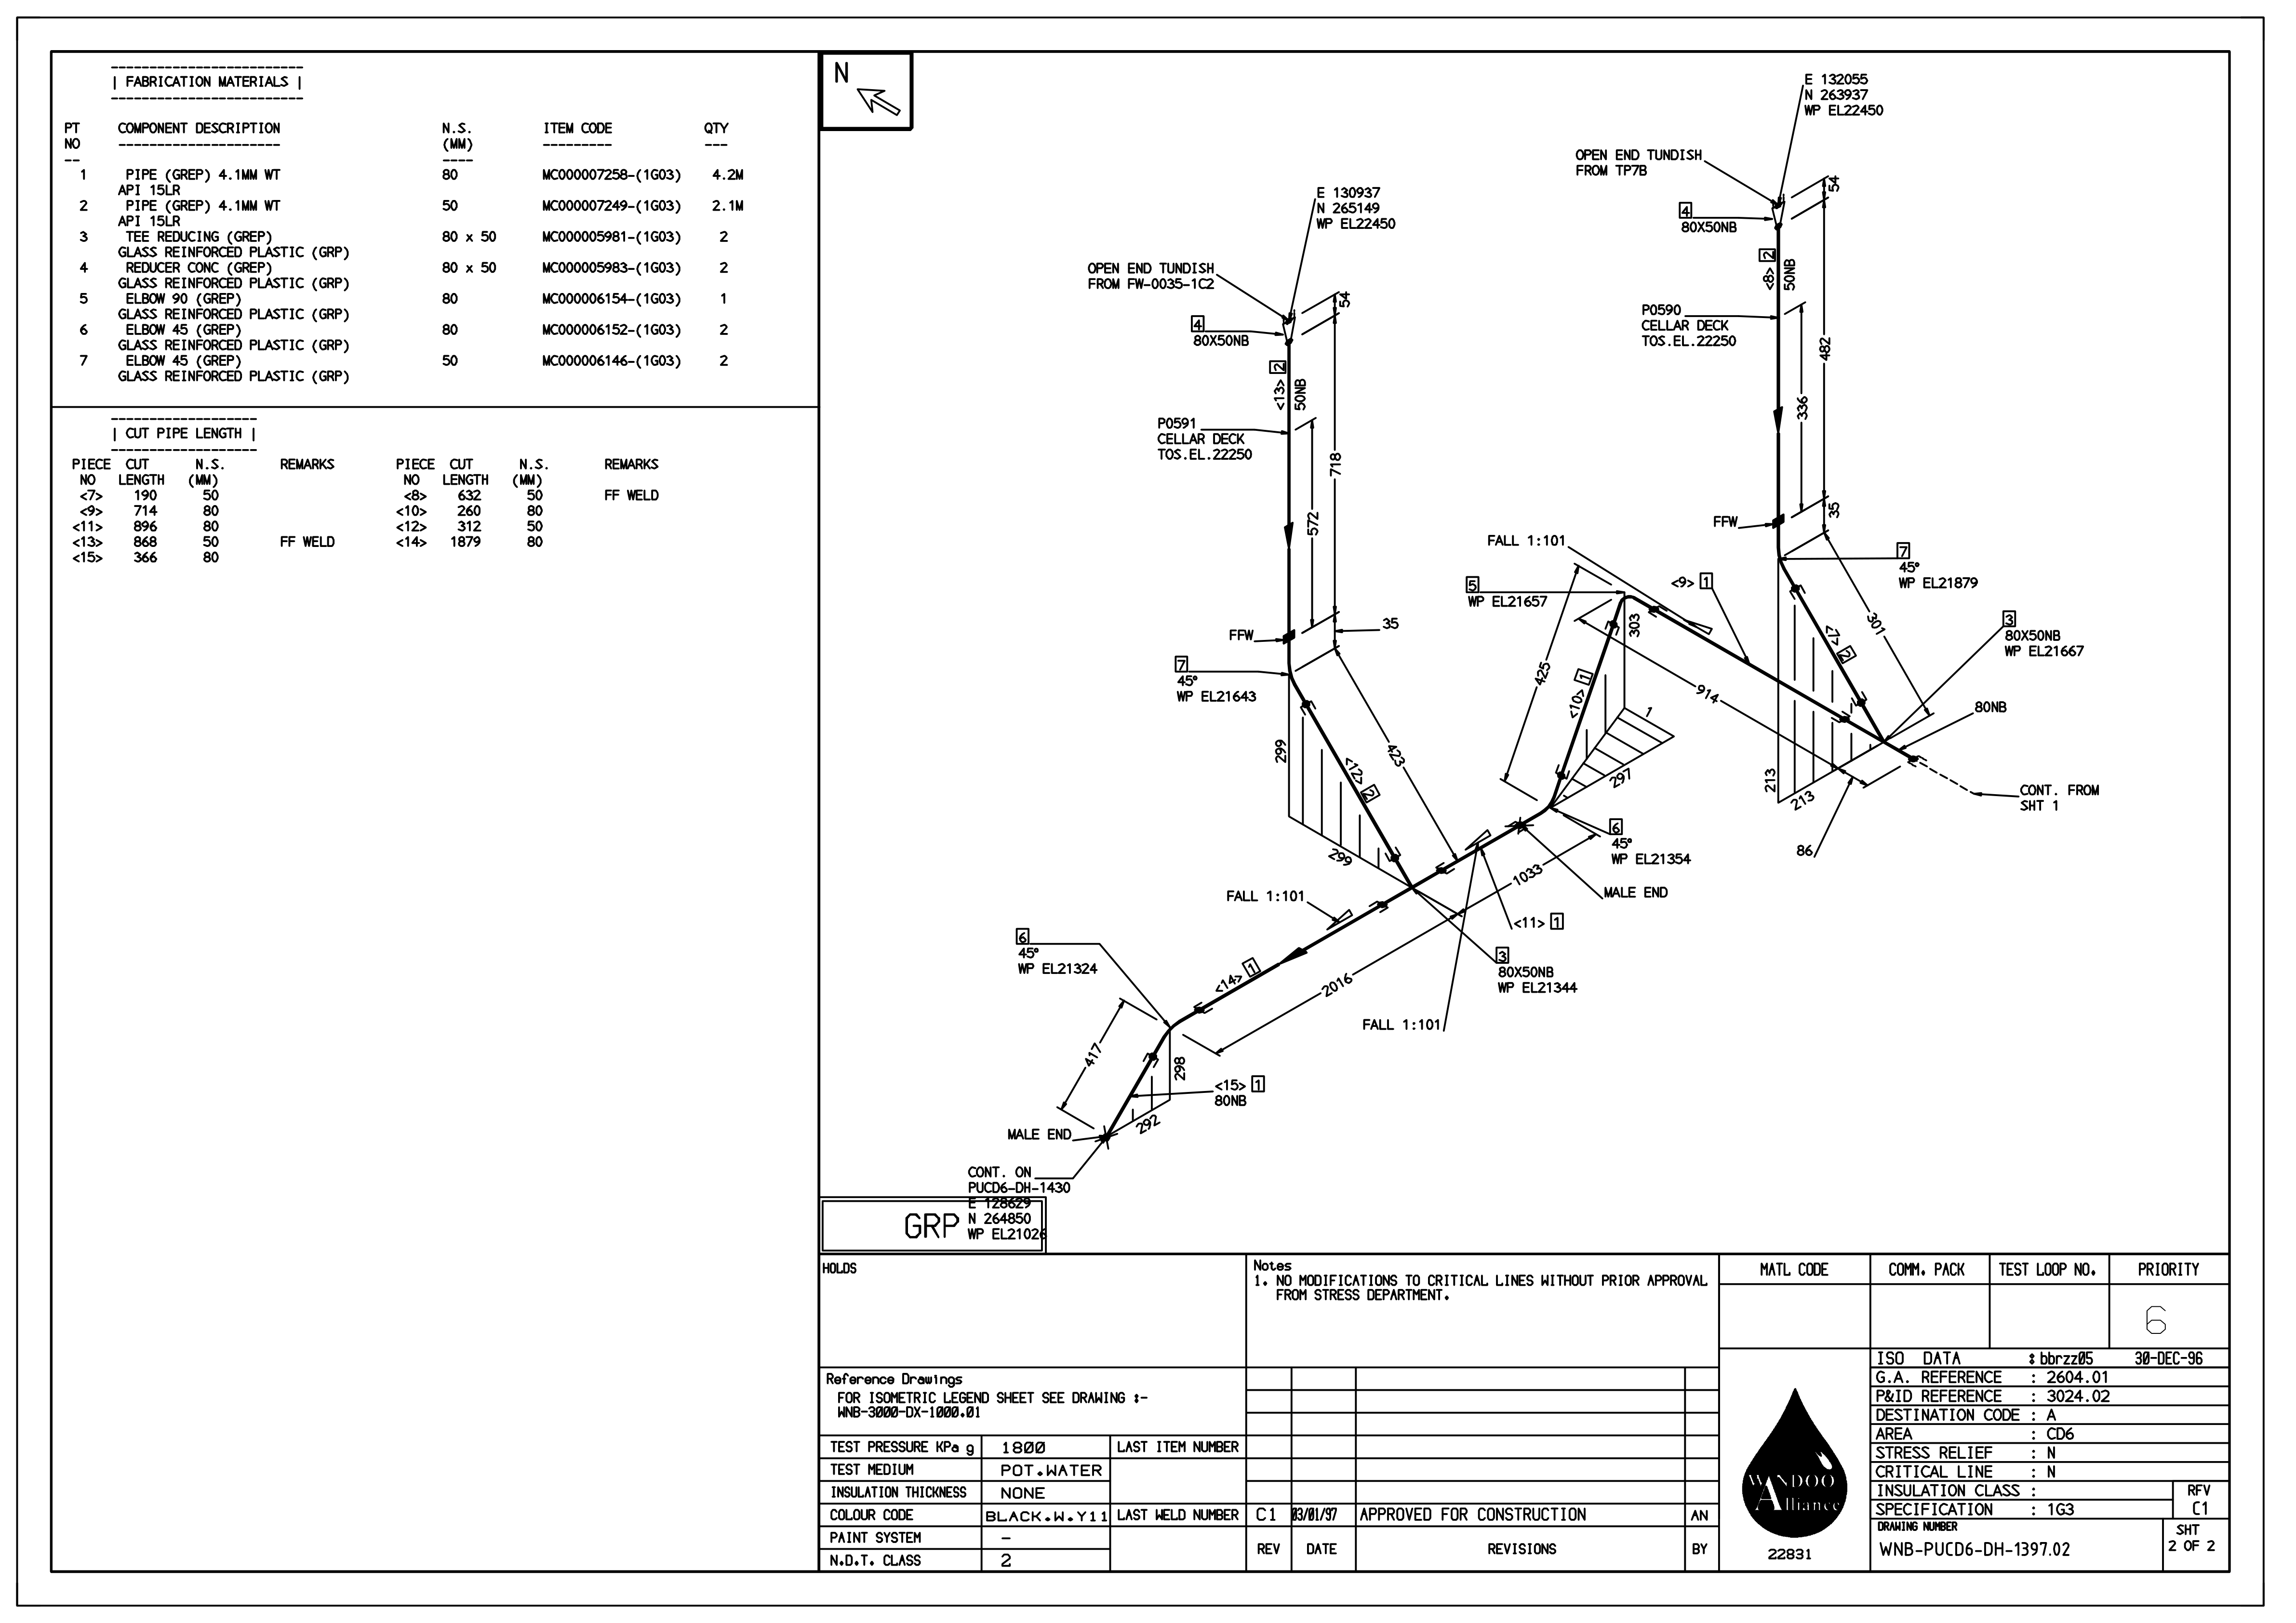 -------------------------
| FABRICATION MATERIALS |
-------------------------
PT COMPONENT DESCRIPTION N.S. ITEM CODE QTY
NO --------------------- (MM) --------- ---
-- ----
1 PIPE (GREP) 4.1MM WT 80 MC000007258-(1G03) 4.2M
API 15LR
2 PIPE (GREP) 4.1MM WT 50 MC000007249-(1G03) 2.1M
API 15LR
3 TEE REDUCING (GREP) 80 x 50 MC000005981-(1G03) 2
GLASS REINFORCED PLASTIC (GRP)
4 REDUCER CONC (GREP) 80 x 50 MC000005983-(1G03) 2
GLASS REINFORCED PLASTIC (GRP)
5 ELBOW 90 (GREP) 80 MC000006154-(1G03) 1
GLASS REINFORCED PLASTIC (GRP)
6 ELBOW 45 (GREP) 80 MC000006152-(1G03) 2
GLASS REINFORCED PLASTIC (GRP)
7 ELBOW 45 (GREP) 50 MC000006146-(1G03) 2
GLASS REINFORCED PLASTIC (GRP)
-------------------
| CUT PIPE LENGTH |
-------------------
PIECE CUT N.S. REMARKS PIECE CUT N.S. REMARKS
NO LENGTH (MM) NO LENGTH (MM)
<7> 190 50 <8> 632 50 FF WELD
<9> 714 80 <10> 260 80
<11> 896 80 <12> 312 50
<13> 868 50 FF WELD <14> 1879 80
<15> 366 80
N
E 132055
N 263937
WP EL22450
OPEN END TUNDISH
FROM TP7B
54
4
80X50NB
<8> 2
50NB
P0590
CELLAR DECK
TOS.EL.22250
482
336
35
FFW
7
45°
WP EL21879
301
<7> 2
3
80X50NB
WP EL21667
80NB
CONT. FROM
SHT 1
213
213
86
E 130937
N 265149
WP EL22450
OPEN END TUNDISH
FROM FW-0035-1C2
54
4
80X50NB
<13> 2
50NB
P0591
CELLAR DECK
TOS.EL.22250
718
572
35
FFW
7
45°
WP EL21643
423
<12> 2
299
299
FALL 1:101
5
WP EL21657
<9> 1
303
425
914
<10> 1
1
297
6
45°
WP EL21354
MALE END
1033
<11> 1
3
80X50NB
WP EL21344
FALL 1:101
FALL 1:101
2016
<14> 1
6
45°
WP EL21324
417
298
<15> 1
80NB
292
MALE END
CONT. ON
PUCD6-DH-1430
E 128629
N 264850
WP EL21026
GRP
HOLDS
Notes
1. NO MODIFICATIONS TO CRITICAL LINES WITHOUT PRIOR APPROVAL
FROM STRESS DEPARTMENT.
MATL CODE COMM. PACK TEST LOOP NO. PRIORITY
6
Reference Drawings
FOR ISOMETRIC LEGEND SHEET SEE DRAWING :-
WNB-3000-DX-1000.01
TEST PRESSURE KPa g 1800 LAST ITEM NUMBER
TEST MEDIUM POT.WATER
INSULATION THICKNESS NONE
COLOUR CODE BLACK.W.Y11 LAST WELD NUMBER
PAINT SYSTEM -
N.D.T. CLASS 2
C1 03/01/97 APPROVED FOR CONSTRUCTION AN
REV DATE REVISIONS BY
WANDOO
Alliance
22831
ISO DATA : bbrzz05 30-DEC-96
G.A. REFERENCE : 2604.01
P&ID REFERENCE : 3024.02
DESTINATION CODE : A
AREA : CD6
STRESS RELIEF : N
CRITICAL LINE : N
INSULATION CLASS :
SPECIFICATION : 1G3
RFV
C1
DRAWING NUMBER
WNB-PUCD6-DH-1397.02
SHT
2 OF 2